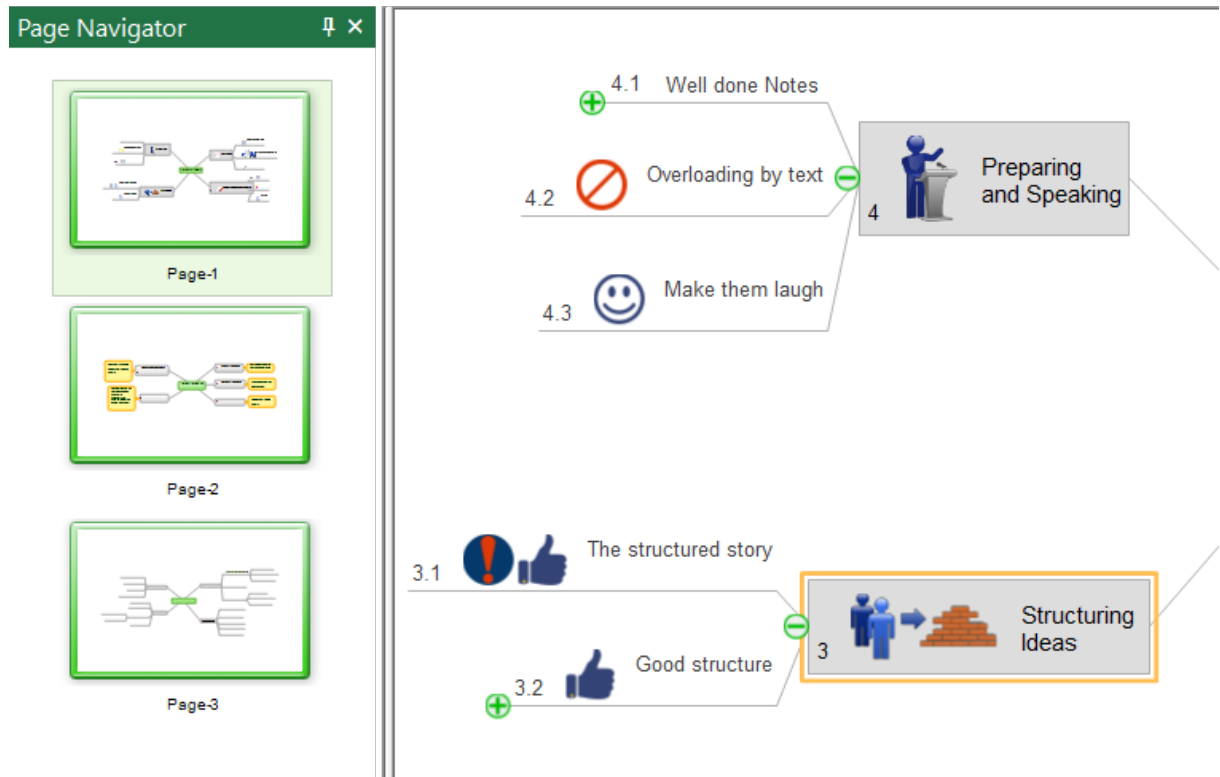 Page Navigator
Page-1
Page-2
Page-3
4.1 Well done Notes
4.2 Overloading by text
4.3 Make them laugh
4 Preparing
and Speaking
3.1 The structured story
3.2 Good structure
3 Structuring
Ideas